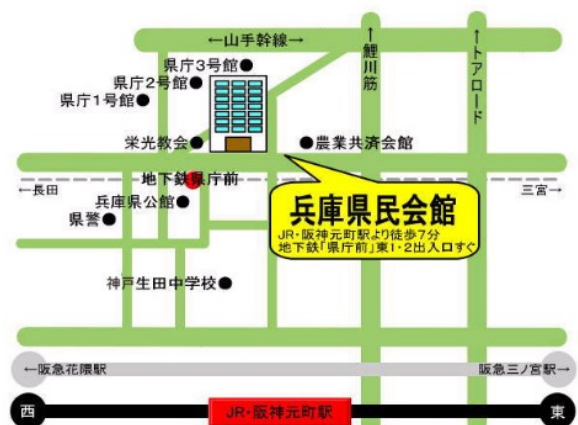 ←山手幹線→
県庁3号館●
県庁2号館●
県庁1号館●
↑鯉川筋
↑トアロード
栄光教会●
●農業共済会館
地下鉄県庁前
←長田
三宮→
兵庫県公館●
県警●
兵庫県民会館
JR・阪神元町駅より徒歩7分
地下鉄「県庁前」東1・2出入口すぐ
神戸生田中学校●
←阪急花隈駅
阪急三ノ宮駅→
西
JR・阪神元町駅
東